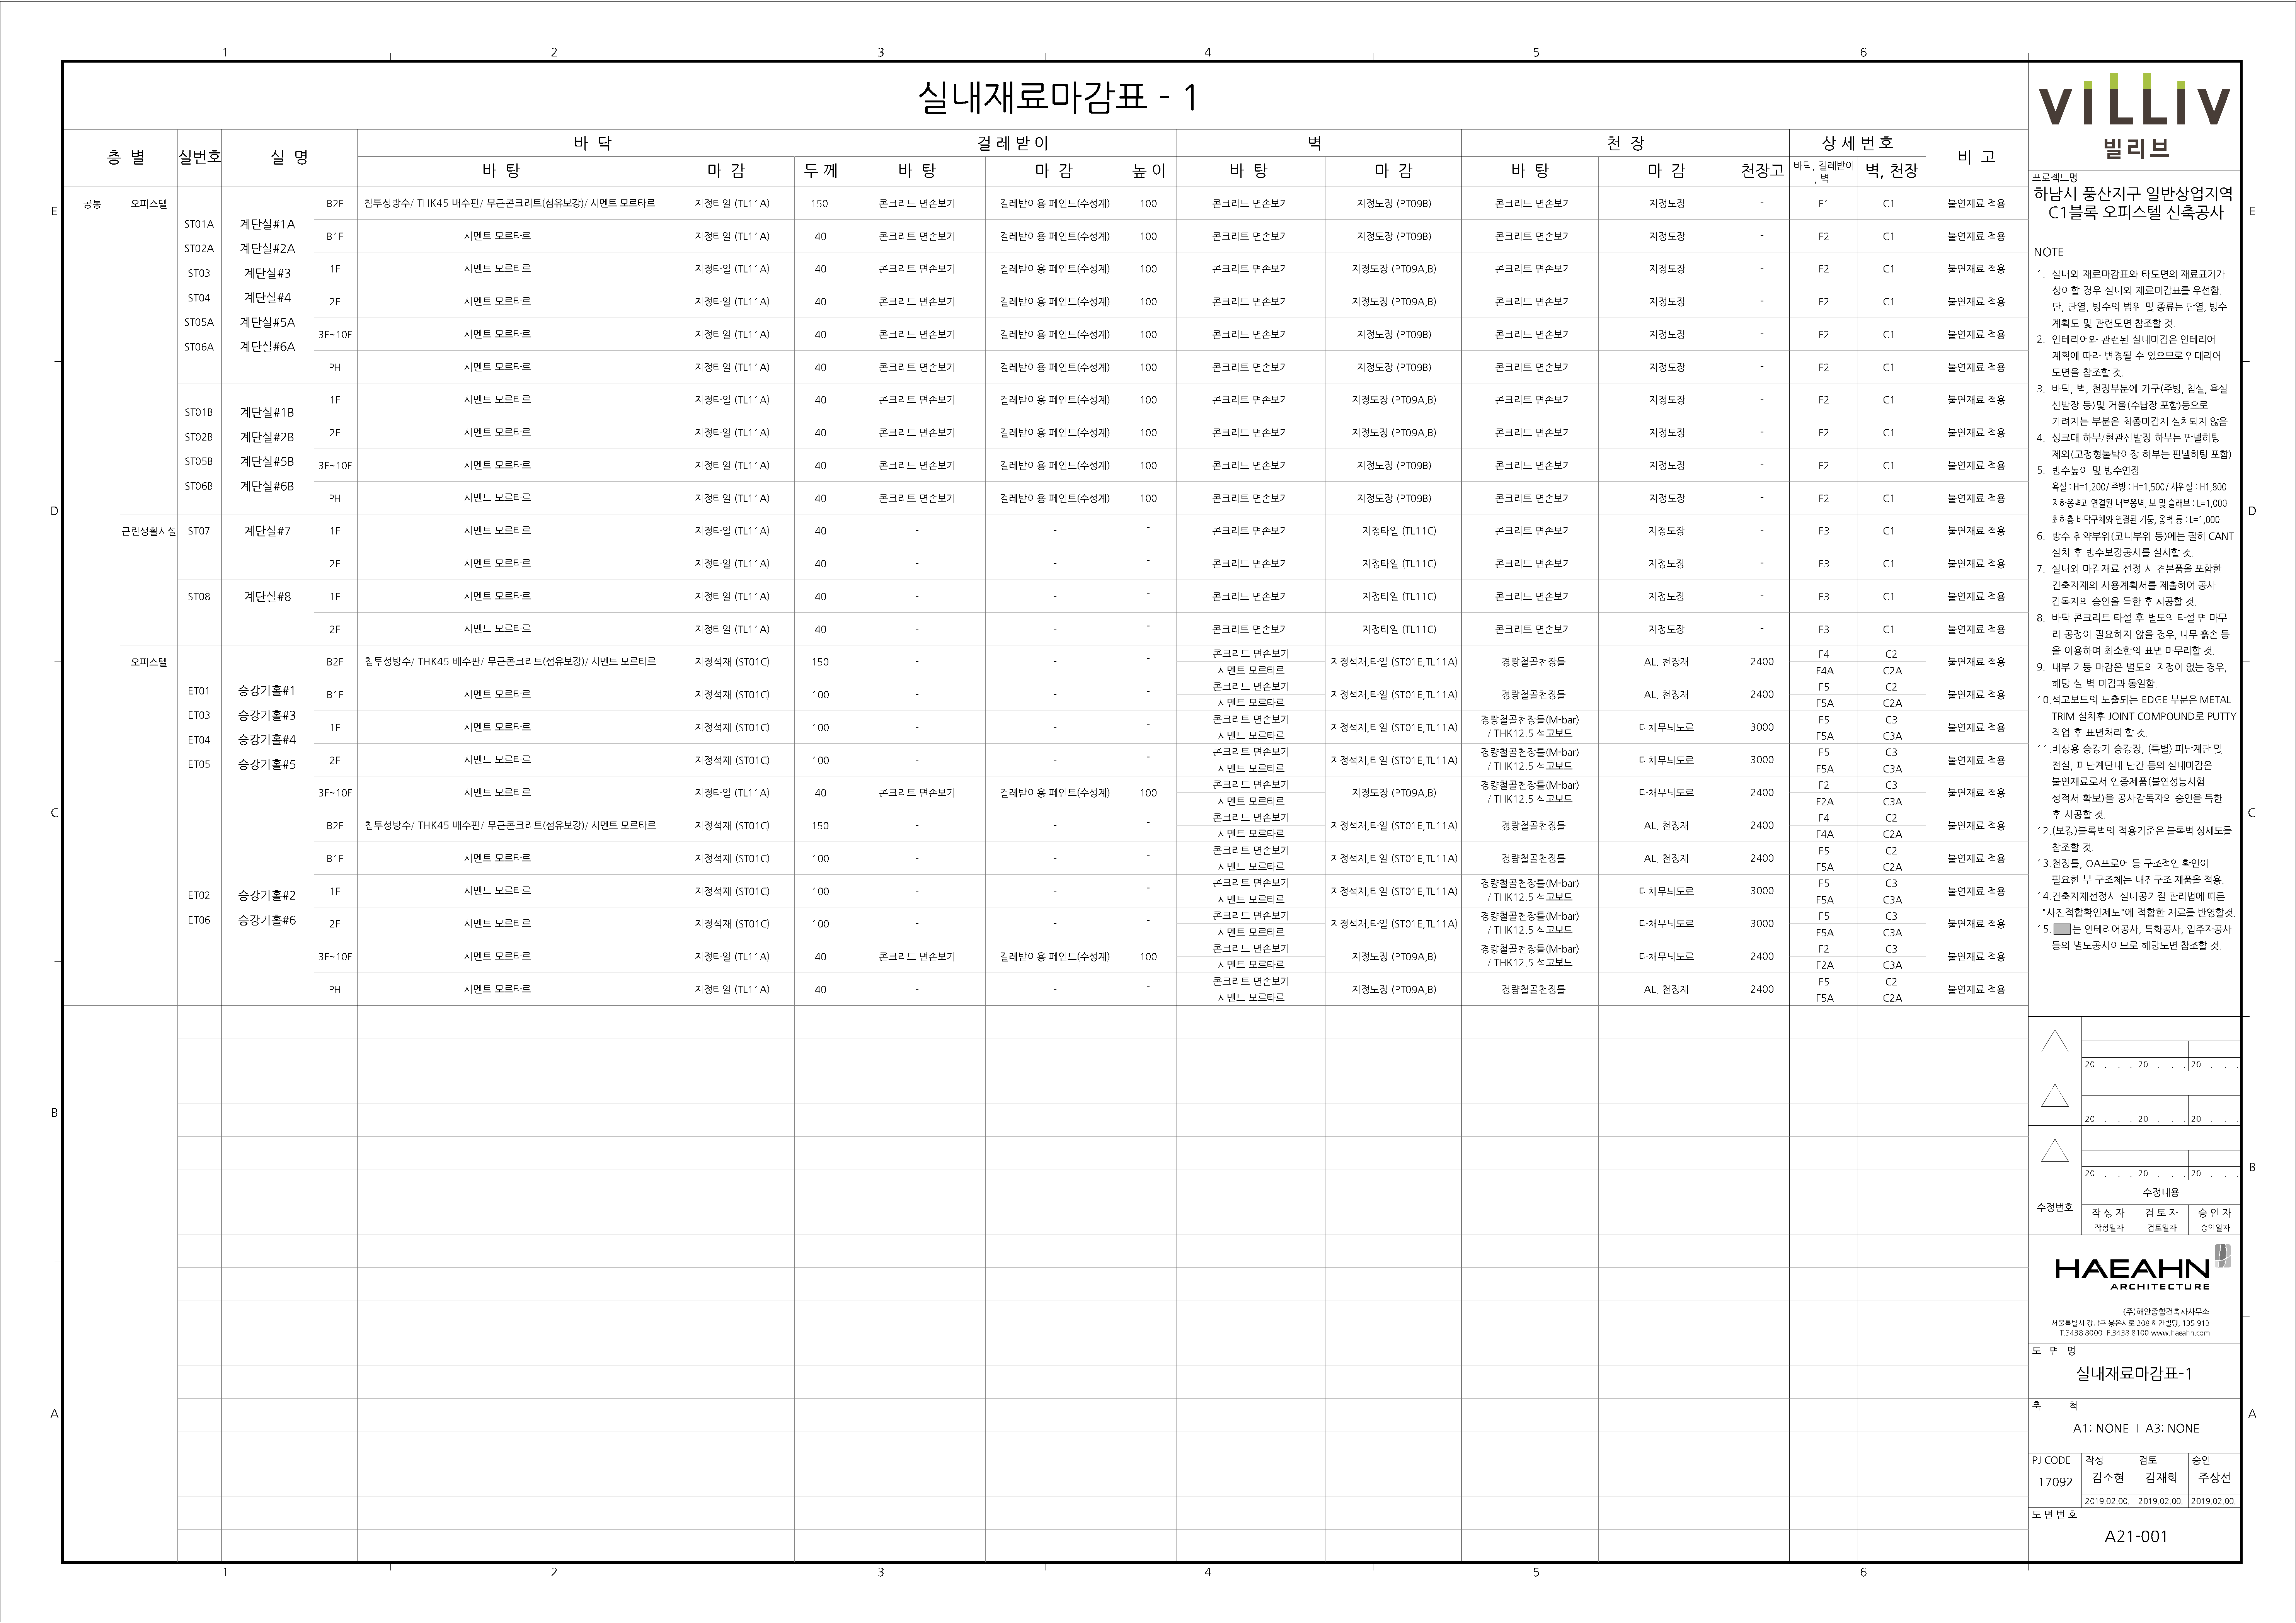 1 2 3 4 5 6
실내재료마감표 - 1
층 별 실번호 실 명 바 닥 걸레받이 벽 천 장 상세번호 비 고
바 탕 마 감 두께 바 탕 마 감 높이 바 탕 마 감 바 탕 마 감 천장고 바닥, 걸레받이 , 벽 벽, 천장
공통 오피스텔
ST01A 계단실#1A
ST02A 계단실#2A
ST03 계단실#3
ST04 계단실#4
ST05A 계단실#5A
ST06A 계단실#6A
B2F 침투성방수/ THK45 배수판/ 무근콘크리트(섬유보강)/ 시멘트 모르타르 지정타일 (TL11A) 150 콘크리트 면손보기 걸레받이용 페인트(수성계) 100 콘크리트 면손보기 지정도장 (PT09B) 콘크리트 면손보기 지정도장 - F1 C1 불연재료 적용
B1F 시멘트 모르타르 지정타일 (TL11A) 40 콘크리트 면손보기 걸레받이용 페인트(수성계) 100 콘크리트 면손보기 지정도장 (PT09B) 콘크리트 면손보기 지정도장 - F2 C1 불연재료 적용
1F 시멘트 모르타르 지정타일 (TL11A) 40 콘크리트 면손보기 걸레받이용 페인트(수성계) 100 콘크리트 면손보기 지정도장 (PT09A,B) 콘크리트 면손보기 지정도장 - F2 C1 불연재료 적용
2F 시멘트 모르타르 지정타일 (TL11A) 40 콘크리트 면손보기 걸레받이용 페인트(수성계) 100 콘크리트 면손보기 지정도장 (PT09A,B) 콘크리트 면손보기 지정도장 - F2 C1 불연재료 적용
3F~10F 시멘트 모르타르 지정타일 (TL11A) 40 콘크리트 면손보기 걸레받이용 페인트(수성계) 100 콘크리트 면손보기 지정도장 (PT09B) 콘크리트 면손보기 지정도장 - F2 C1 불연재료 적용
PH 시멘트 모르타르 지정타일 (TL11A) 40 콘크리트 면손보기 걸레받이용 페인트(수성계) 100 콘크리트 면손보기 지정도장 (PT09B) 콘크리트 면손보기 지정도장 - F2 C1 불연재료 적용
ST01B 계단실#1B
ST02B 계단실#2B
ST05B 계단실#5B
ST06B 계단실#6B
1F 시멘트 모르타르 지정타일 (TL11A) 40 콘크리트 면손보기 걸레받이용 페인트(수성계) 100 콘크리트 면손보기 지정도장 (PT09A,B) 콘크리트 면손보기 지정도장 - F2 C1 불연재료 적용
2F 시멘트 모르타르 지정타일 (TL11A) 40 콘크리트 면손보기 걸레받이용 페인트(수성계) 100 콘크리트 면손보기 지정도장 (PT09A,B) 콘크리트 면손보기 지정도장 - F2 C1 불연재료 적용
3F~10F 시멘트 모르타르 지정타일 (TL11A) 40 콘크리트 면손보기 걸레받이용 페인트(수성계) 100 콘크리트 면손보기 지정도장 (PT09B) 콘크리트 면손보기 지정도장 - F2 C1 불연재료 적용
PH 시멘트 모르타르 지정타일 (TL11A) 40 콘크리트 면손보기 걸레받이용 페인트(수성계) 100 콘크리트 면손보기 지정도장 (PT09B) 콘크리트 면손보기 지정도장 - F2 C1 불연재료 적용
근린생활시설 ST07 계단실#7 1F 시멘트 모르타르 지정타일 (TL11A) 40 - - - 콘크리트 면손보기 지정타일 (TL11C) 콘크리트 면손보기 지정도장 - F3 C1 불연재료 적용
2F 시멘트 모르타르 지정타일 (TL11A) 40 - - - 콘크리트 면손보기 지정타일 (TL11C) 콘크리트 면손보기 지정도장 - F3 C1 불연재료 적용
ST08 계단실#8 1F 시멘트 모르타르 지정타일 (TL11A) 40 - - - 콘크리트 면손보기 지정타일 (TL11C) 콘크리트 면손보기 지정도장 - F3 C1 불연재료 적용
2F 시멘트 모르타르 지정타일 (TL11A) 40 - - - 콘크리트 면손보기 지정타일 (TL11C) 콘크리트 면손보기 지정도장 - F3 C1 불연재료 적용
오피스텔
ET01 승강기홀#1
ET03 승강기홀#3
ET04 승강기홀#4
ET05 승강기홀#5
B2F 침투성방수/ THK45 배수판/ 무근콘크리트(섬유보강)/ 시멘트 모르타르 지정석재 (ST01C) 150 - - - 콘크리트 면손보기 시멘트 모르타르 지정석재,타일 (ST01E,TL11A) 경량철골천장틀 AL. 천장재 2400 F4 F4A C2 C2A 불연재료 적용
B1F 시멘트 모르타르 지정석재 (ST01C) 100 - - - 콘크리트 면손보기 시멘트 모르타르 지정석재,타일 (ST01E,TL11A) 경량철골천장틀 AL. 천장재 2400 F5 F5A C2 C2A 불연재료 적용
1F 시멘트 모르타르 지정석재 (ST01C) 100 - - - 콘크리트 면손보기 시멘트 모르타르 지정석재,타일 (ST01E,TL11A) 경량철골천장틀(M-bar) / THK12.5 석고보드 다채무늬도료 3000 F5 F5A C3 C3A 불연재료 적용
2F 시멘트 모르타르 지정석재 (ST01C) 100 - - - 콘크리트 면손보기 시멘트 모르타르 지정석재,타일 (ST01E,TL11A) 경량철골천장틀(M-bar) / THK12.5 석고보드 다채무늬도료 3000 F5 F5A C3 C3A 불연재료 적용
3F~10F 시멘트 모르타르 지정타일 (TL11A) 40 콘크리트 면손보기 걸레받이용 페인트(수성계) 100 콘크리트 면손보기 시멘트 모르타르 지정도장 (PT09A,B) 경량철골천장틀(M-bar) / THK12.5 석고보드 다채무늬도료 2400 F2 F2A C3 C3A 불연재료 적용
ET02 승강기홀#2
ET06 승강기홀#6
B2F 침투성방수/ THK45 배수판/ 무근콘크리트(섬유보강)/ 시멘트 모르타르 지정석재 (ST01C) 150 - - - 콘크리트 면손보기 시멘트 모르타르 지정석재,타일 (ST01E,TL11A) 경량철골천장틀 AL. 천장재 2400 F4 F4A C2 C2A 불연재료 적용
B1F 시멘트 모르타르 지정석재 (ST01C) 100 - - - 콘크리트 면손보기 시멘트 모르타르 지정석재,타일 (ST01E,TL11A) 경량철골천장틀 AL. 천장재 2400 F5 F5A C2 C2A 불연재료 적용
1F 시멘트 모르타르 지정석재 (ST01C) 100 - - - 콘크리트 면손보기 시멘트 모르타르 지정석재,타일 (ST01E,TL11A) 경량철골천장틀(M-bar) / THK12.5 석고보드 다채무늬도료 3000 F5 F5A C3 C3A 불연재료 적용
2F 시멘트 모르타르 지정석재 (ST01C) 100 - - - 콘크리트 면손보기 시멘트 모르타르 지정석재,타일 (ST01E,TL11A) 경량철골천장틀(M-bar) / THK12.5 석고보드 다채무늬도료 3000 F5 F5A C3 C3A 불연재료 적용
3F~10F 시멘트 모르타르 지정타일 (TL11A) 40 콘크리트 면손보기 걸레받이용 페인트(수성계) 100 콘크리트 면손보기 시멘트 모르타르 지정도장 (PT09A,B) 경량철골천장틀(M-bar) / THK12.5 석고보드 다채무늬도료 2400 F2 F2A C3 C3A 불연재료 적용
PH 시멘트 모르타르 지정타일 (TL11A) 40 - - - 콘크리트 면손보기 시멘트 모르타르 지정도장 (PT09A,B) 경량철골천장틀 AL. 천장재 2400 F5 F5A C2 C2A 불연재료 적용
E D C B A
ViLLiV
빌리브
프로젝트명
하남시 풍산지구 일반상업지역
C1블록 오피스텔 신축공사
NOTE
1. 실내외 재료마감표와 타도면의 재료표기가
상이할 경우 실내외 재료마감표를 우선함.
단, 단열, 방수의 범위 및 종류는 단열, 방수
계획도 및 관련도면 참조할 것.
2. 인테리어와 관련된 실내마감은 인테리어
계획에 따라 변경될 수 있으므로 인테리어
도면을 참조할 것.
3. 바닥, 벽, 천장부분에 가구(주방, 침실, 욕실
신발장 등)및 거울(수납장 포함)등으로
가려지는 부분은 최종마감재 설치되지 않음
4. 싱크대 하부/현관신발장 하부는 판넬히팅
제외(고정형붙박이장 하부는 판넬히팅 포함)
5. 방수높이 및 방수연장
욕실 : H=1,200/ 주방 : H=1,500/ 샤워실 : H1,800
지하옹벽과 연결된 내부옹벽, 보 및 슬래브 : L=1,000
최하층 바닥구체와 연결된 기둥, 옹벽 등 : L=1,000
6. 방수 취약부위(코너부위 등)에는 필히 CANT
설치 후 방수보강공사를 실시할 것.
7. 실내외 마감재료 선정 시 견본품을 포함한
건축자재의 사용계획서를 제출하여 공사
감독자의 승인을 득한 후 시공할 것.
8. 바닥 콘크리트 타설 후 별도의 타설 면 마무
리 공정이 필요하지 않을 경우, 나무 흙손 등
을 이용하여 최소한의 표면 마무리할 것.
9. 내부 기둥 마감은 별도의 지정이 없는 경우,
해당 실 벽 마감과 동일함.
10.석고보드의 노출되는 EDGE 부분은 METAL
TRIM 설치후 JOINT COMPOUND로 PUTTY
작업 후 표면처리 할 것.
11.비상용 승강기 승강장, (특별) 피난계단 및
전실, 피난계단내 난간 등의 실내마감은
불연재료로서 인증제품(불연성능시험
성적서 확보)을 공사감독자의 승인을 득한
후 시공할 것.
12.(보강)블록벽의 적용기준은 블록벽 상세도를
참조할 것.
13.천장틀, OA프로어 등 구조적인 확인이
필요한 부 구조체는 내진구조 제품을 적용.
14.건축자재선정시 실내공기질 관리법에 따른
"사전적합확인제도"에 적합한 재료를 반영할것.
15. 는 인테리어공사, 특화공사, 입주자공사
등의 별도공사이므로 해당도면 참조할 것.
20 . . . 20 . . . 20 . . .
20 . . . 20 . . . 20 . . .
20 . . . 20 . . . 20 . . .
수정번호 수정내용
작 성 자 검 토 자 승 인 자
작성일자 검토일자 승인일자
HAEAHN
ARCHITECTURE
(주)해안종합건축사사무소
서울특별시 강남구 봉은사로 208 해안빌딩, 135-913
T.3438 8000 F.3438 8100 www.haeahn.com
도 면 명
실내재료마감표-1
축 척
A1: NONE I A3: NONE
PJ CODE 작성 검토 승인
17092 김소현 김재희 주상선
2019.02.00. 2019.02.00. 2019.02.00.
도면번호
A21-001
E D C B A
1 2 3 4 5 6